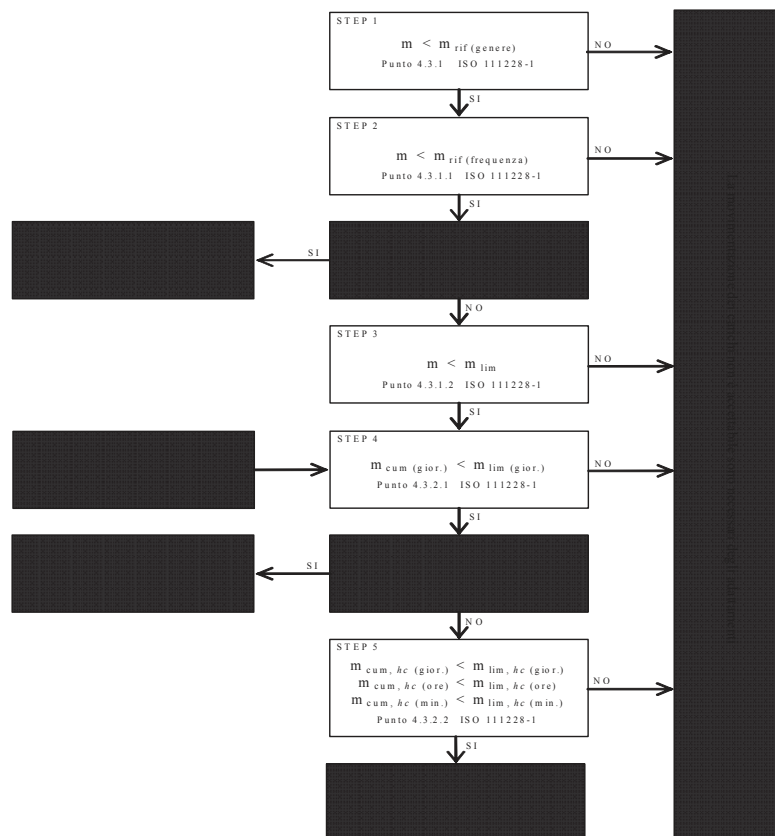 STEP 1
m < m rif (genere)
Punto 4.3.1 ISO 111228-1
NO
SI
STEP 2
m < m rif (frequenza)
Punto 4.3.1.1 ISO 111228-1
NO
SI
SI
NO
STEP 3
m < m lim
Punto 4.3.1.2 ISO 111228-1
NO
SI
STEP 4
m cum (gior.) < m lim (gior.)
Punto 4.3.2.1 ISO 111228-1
NO
SI
SI
NO
STEP 5
m cum, hc (gior.) < m lim, hc (gior.)
m cum, hc (ore) < m lim, hc (ore)
m cum, hc (min.) < m lim, hc (min.)
Punto 4.3.2.2 ISO 111228-1
NO
SI